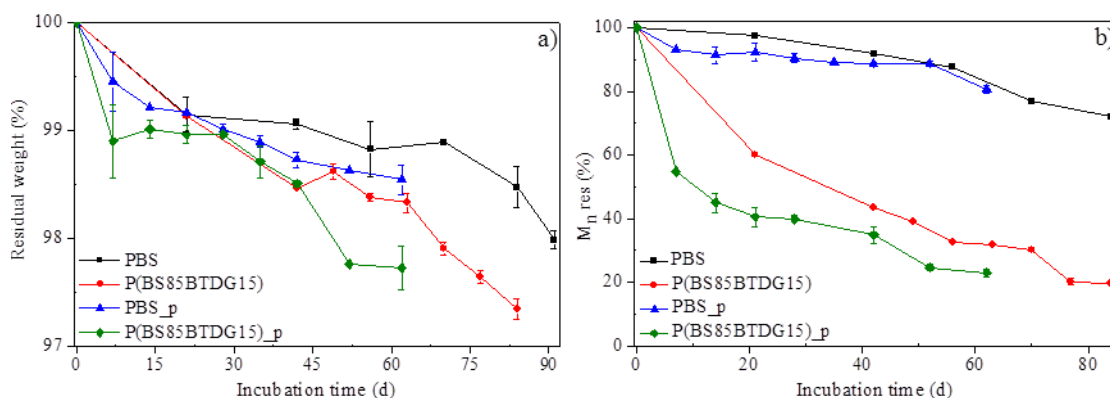 a)
100
99
98
97
Residual weight (%)
PBS
P(BS85BTDG15)
PBS_p
P(BS85BTDG15)_p
0 15 30 45 60 75 90
Incubation time (d)
b)
100
80
60
40
20
0
Mn res (%)
PBS
P(BS85BTDG15)
PBS_p
P(BS85BTDG15)_p
0 20 40 60 80
Incubation time (d)